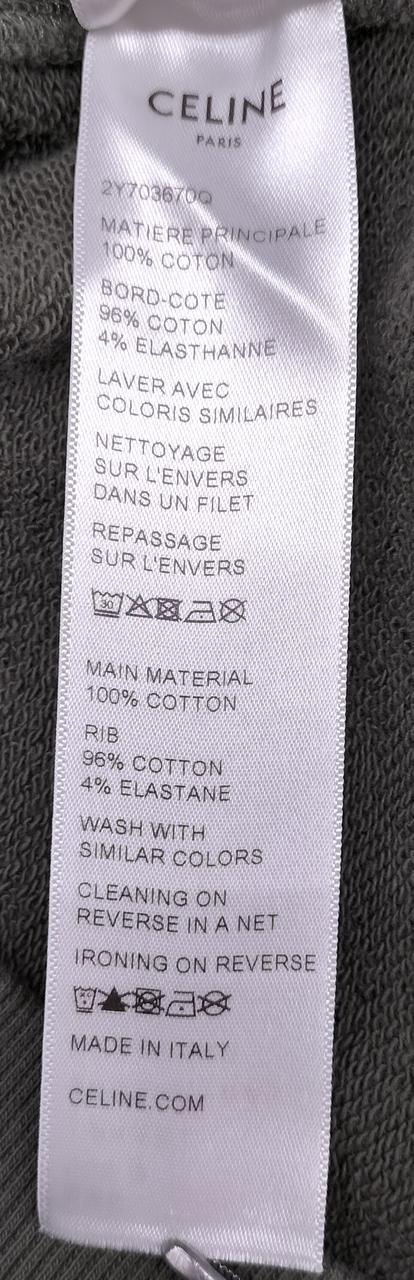 CELINE
PARIS
2Y703670Q
MATIERE PRINCIPALE
100% COTON
BORD-COTE
96% COTON
4% ELASTHANNE
LAVER AVEC
COLORIS SIMILAIRES
NETTOYAGE
SUR L'ENVERS
DANS UN FILET
REPASSAGE
SUR L'ENVERS
30
MAIN MATERIAL
100% COTTON
RIB
96% COTTON
4% ELASTANE
WASH WITH
SIMILAR COLORS
CLEANING ON
REVERSE IN A NET
IRONING ON REVERSE
MADE IN ITALY
CELINE.COM